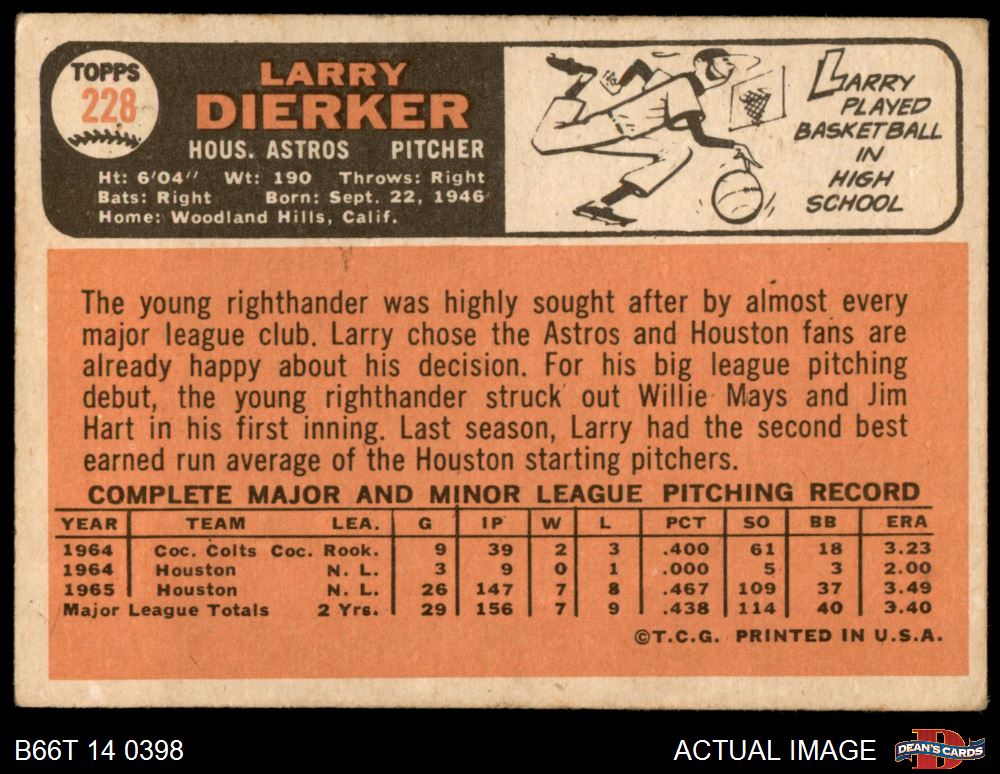 TOPPS
228
LARRY
DIERKER
HOUS. ASTROS PITCHER
Ht: 6'04" Wt: 190 Throws: Right
Bats: Right Born: Sept. 22, 1946
Home: Woodland Hills, Calif.
LARRY
PLAYED
BASKETBALL
IN
HIGH
SCHOOL
The young righthander was highly sought after by almost every
major league club. Larry chose the Astros and Houston fans are
already happy about his decision. For his big league pitching
debut, the young righthander struck out Willie Mays and Jim
Hart in his first inning. Last season, Larry had the second best
earned run average of the Houston starting pitchers.
COMPLETE MAJOR AND MINOR LEAGUE PITCHING RECORD
YEAR TEAM LEA. G IP W L PCT SO BB ERA
1964 Coc. Colts Coc. Rook. 9 39 2 3 .400 61 18 3.23
1964 Houston N. L. 3 9 0 1 .000 5 3 2.00
1965 Houston N. L. 26 147 7 8 .467 109 37 3.49
Major League Totals 2 Yrs. 29 156 7 9 .438 114 40 3.40
©T.C.G. PRINTED IN U.S.A.
B66T 14 0398 ACTUAL IMAGE DEAN'S CARDS